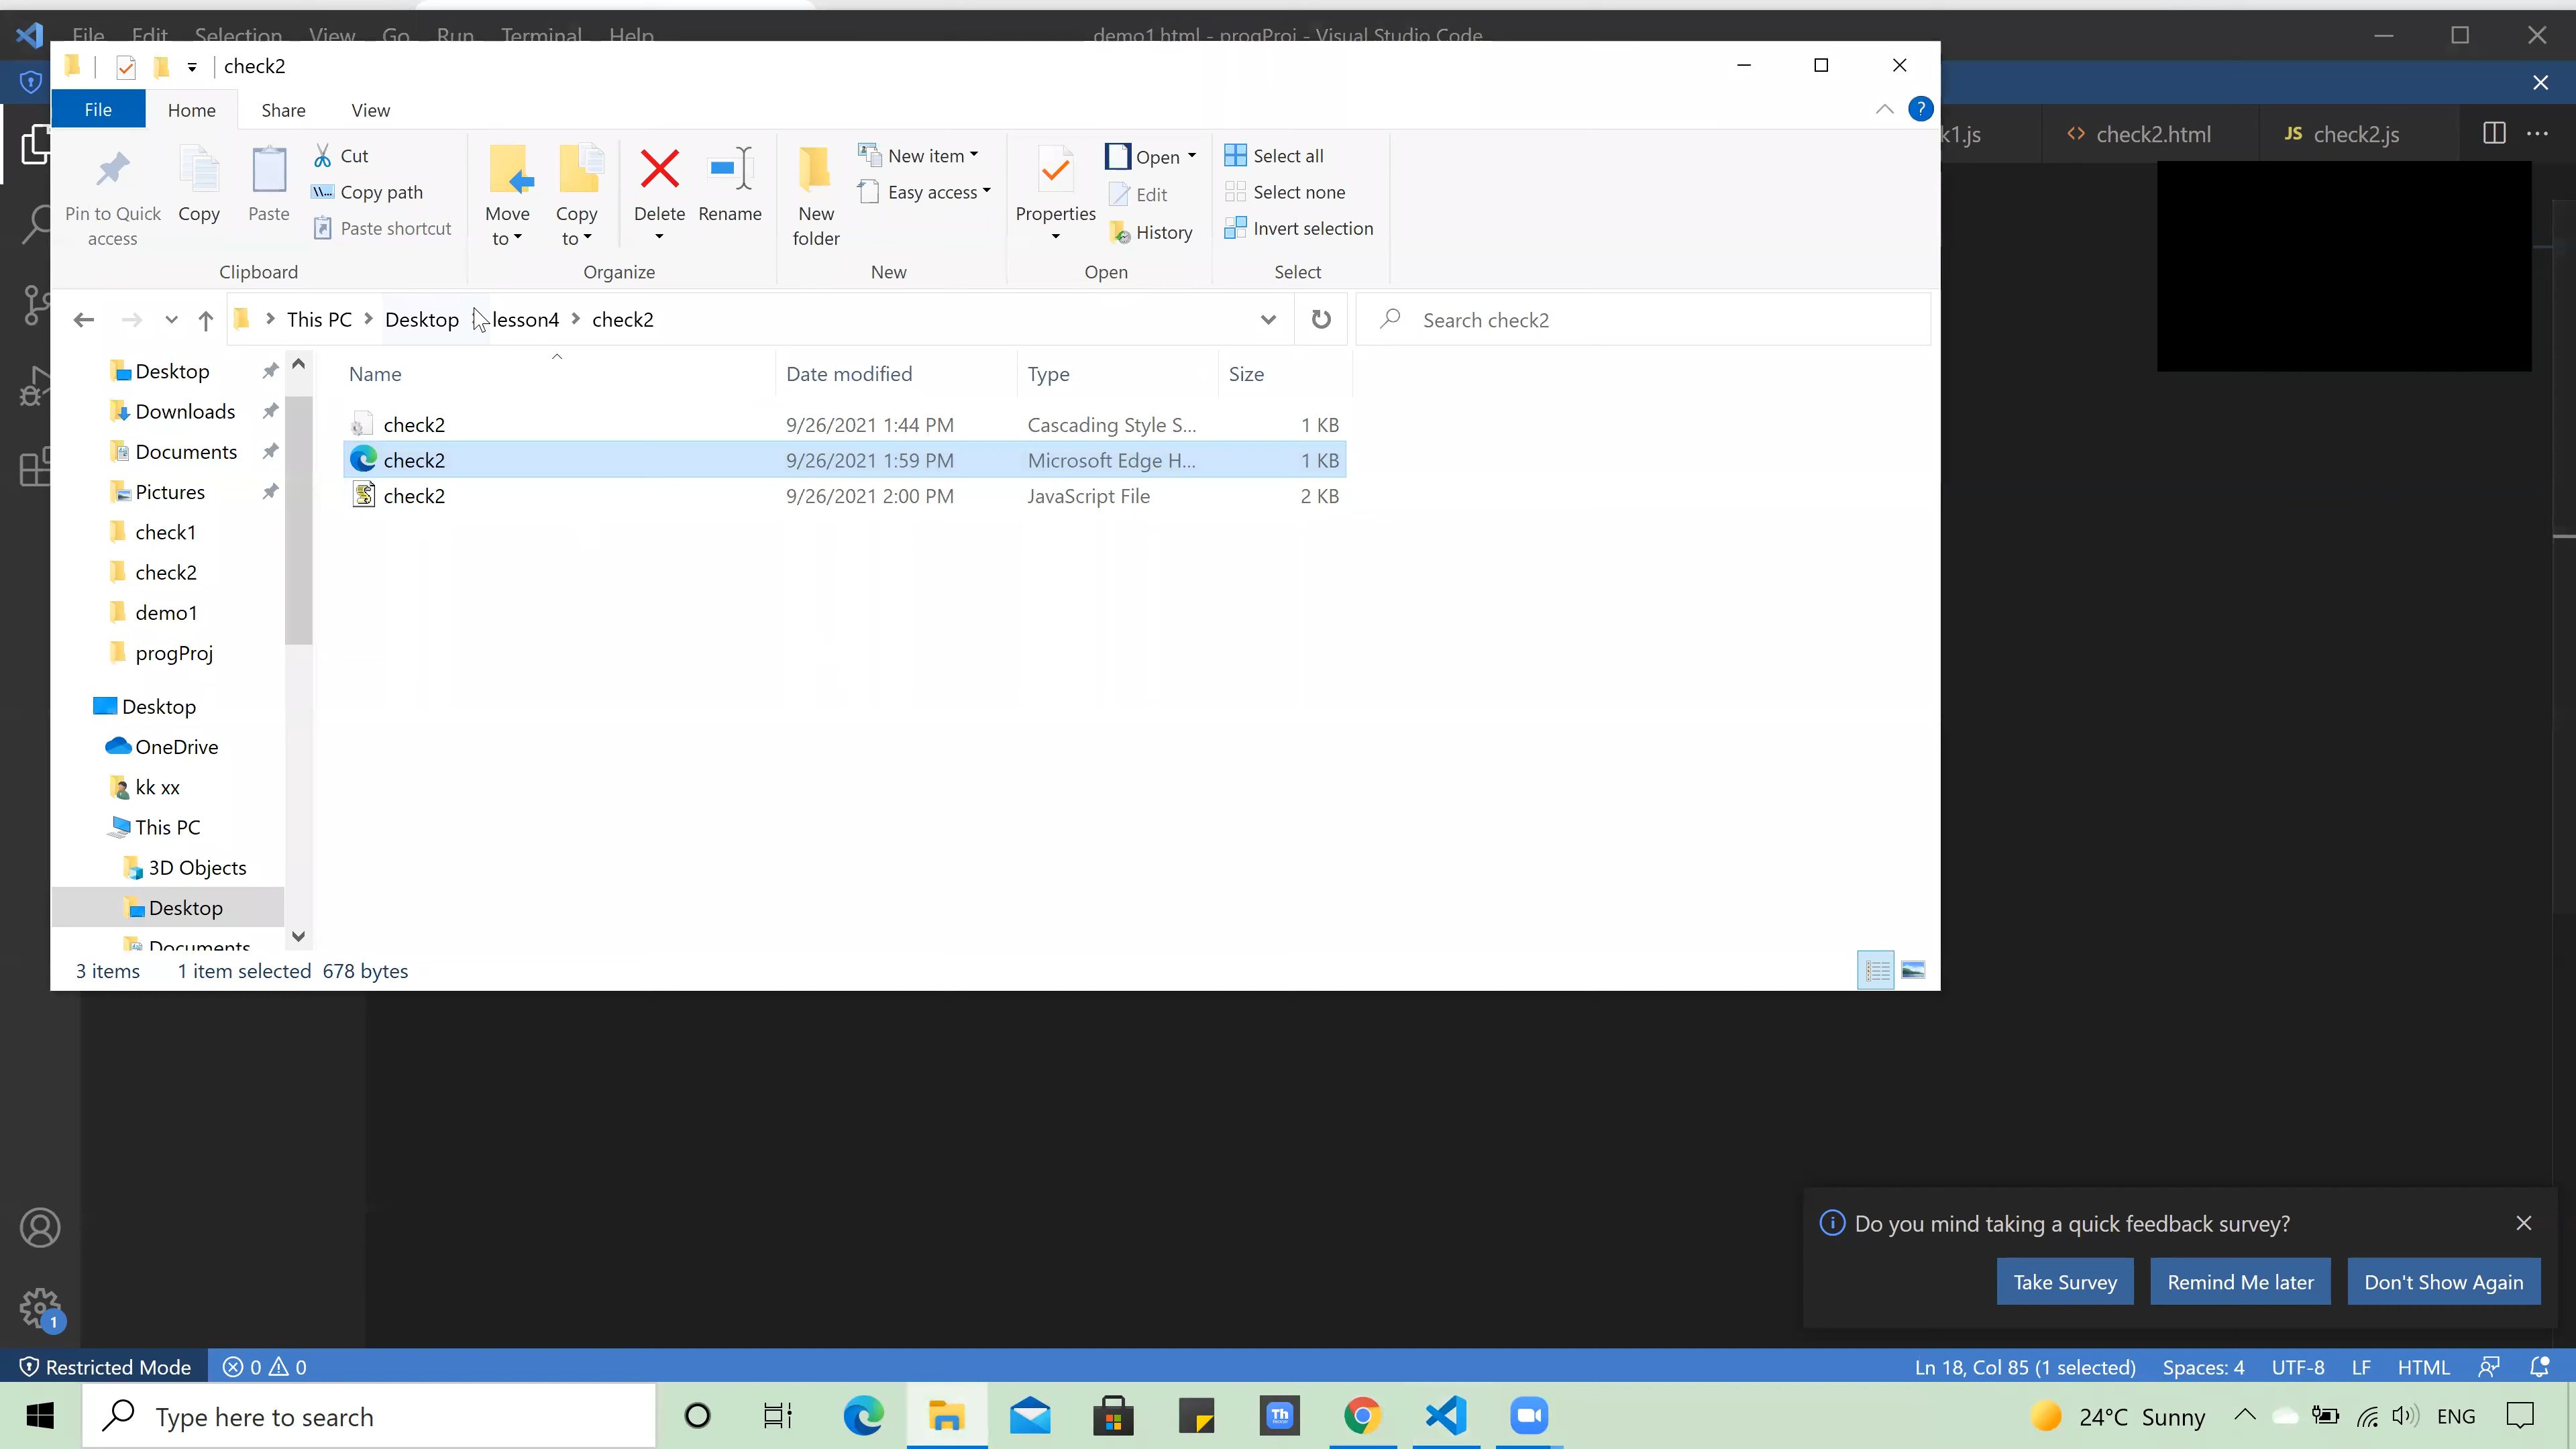 File Edit Selection View Go Run Terminal Help
demo1.html - progProj - Visual Studio Code
check2
File Home Share View
?
k1.js
check2.html
JS check2.js
Pin to Quick access
Copy
Paste
Cut
Copy path
Paste shortcut
Move to
Copy to
Delete
Rename
New folder
New item
Easy access
Properties
Open
Edit
History
Select all
Select none
Invert selection
Clipboard
Organize
New
Open
Select
This PC > Desktop lesson4 > check2
Search check2
Name Date modified Type Size
check2 9/26/2021 1:44 PM Cascading Style S... 1 KB
check2 9/26/2021 1:59 PM Microsoft Edge H... 1 KB
check2 9/26/2021 2:00 PM JavaScript File 2 KB
Desktop
Downloads
Documents
Pictures
check1
check2
demo1
progProj
Desktop
OneDrive
kk xx
This PC
3D Objects
Desktop
Documents
3 items 1 item selected 678 bytes
Do you mind taking a quick feedback survey?
Take Survey Remind Me later Don't Show Again
1
Restricted Mode 0 0
Ln 18, Col 85 (1 selected) Spaces: 4 UTF-8 LF HTML
Type here to search
Th
24°C Sunny
ENG